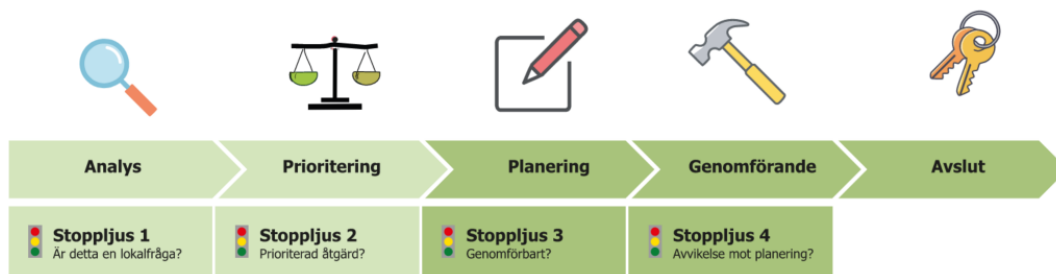 Analys
Prioritering
Planering
Genomförande
Avslut
Stoppljus 1
Är detta en lokalfråga?
Stoppljus 2
Prioriterad åtgärd?
Stoppljus 3
Genomförbart?
Stoppljus 4
Avvikelse mot planering?